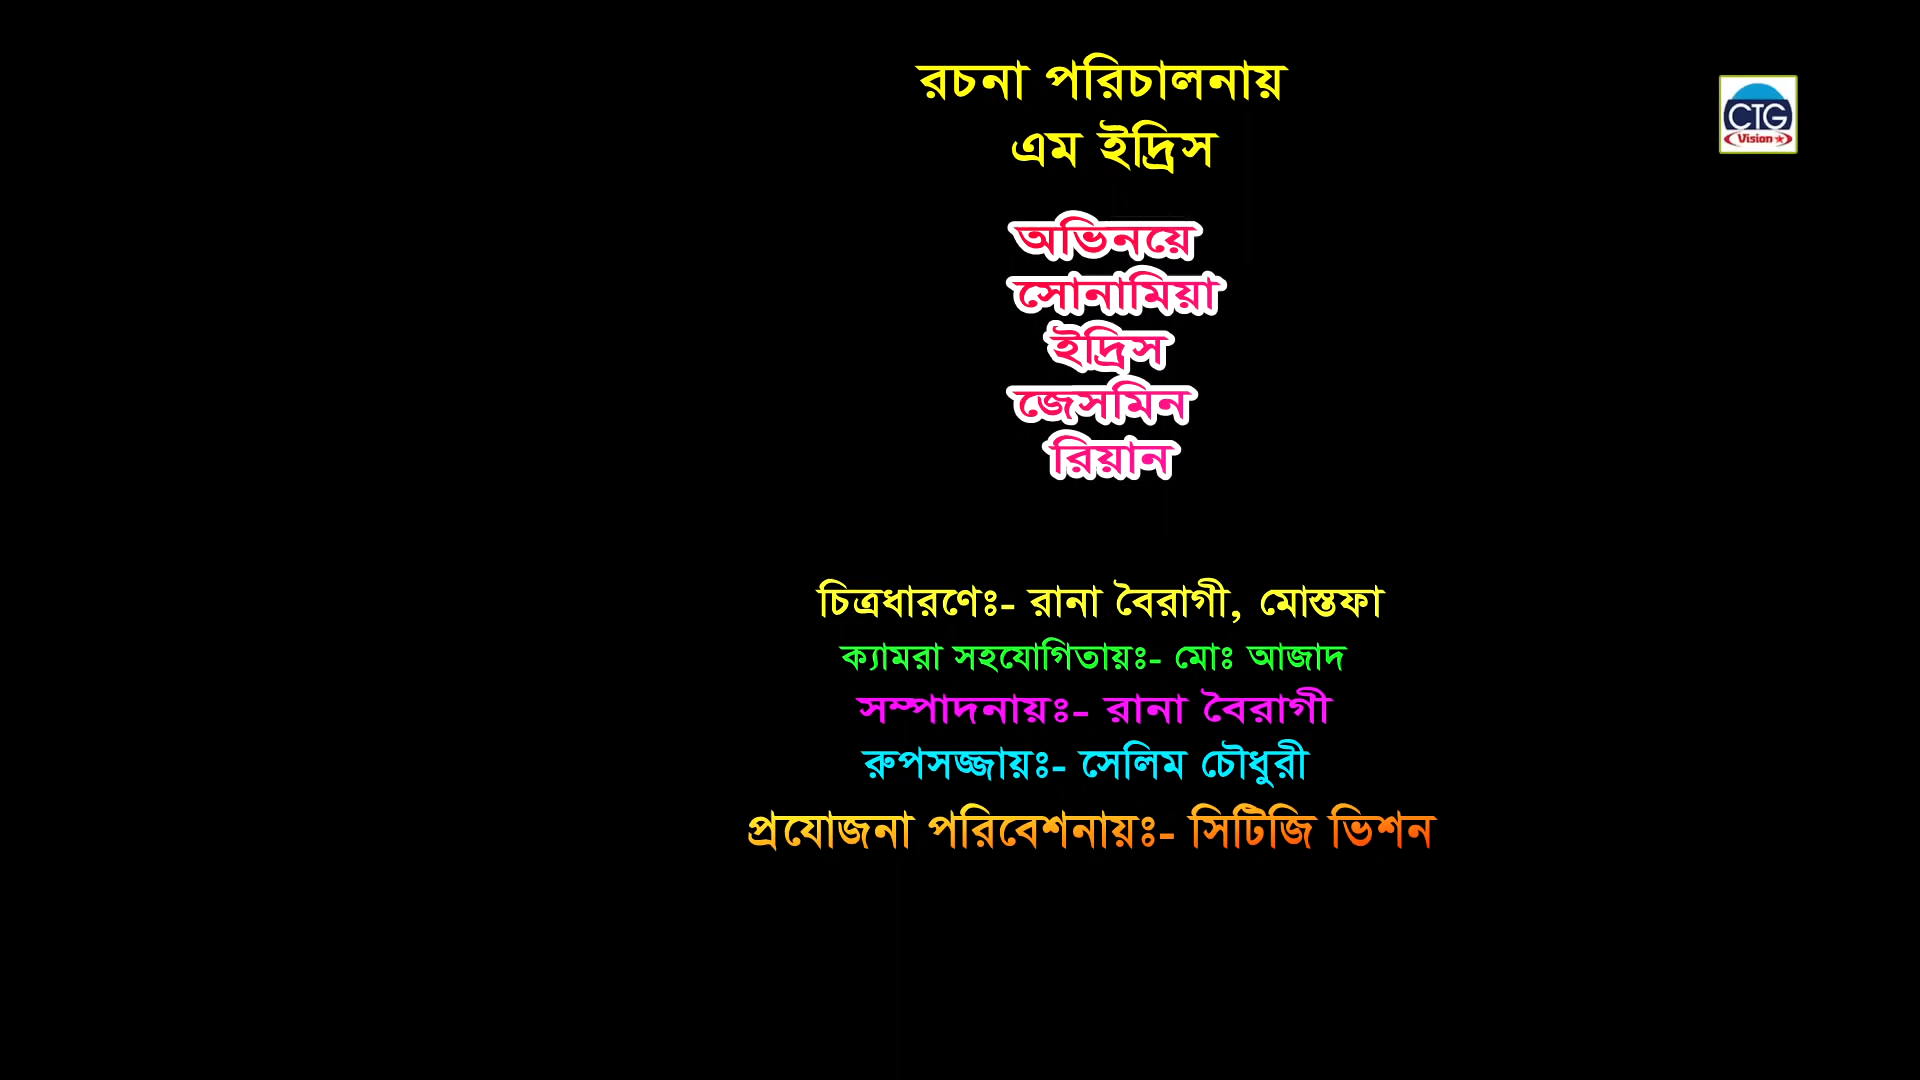 রচনা পরিচালনায়
এম ইদ্রিস
CTG
Vision
অভিনয়ে
সোনামিয়া
ইদ্রিস
জেসমিন
রিয়ান
চিত্রধারণেঃ- রানা বৈরাগী, মোস্তফা
ক্যামরা সহযোগিতায়ঃ- মোঃ আজাদ
সম্পাদনায়ঃ- রানা বৈরাগী
রুপসজ্জায়ঃ- সেলিম চৌধুরী
প্রযোজনা পরিবেশনায়ঃ- সিটিজি ভিশন